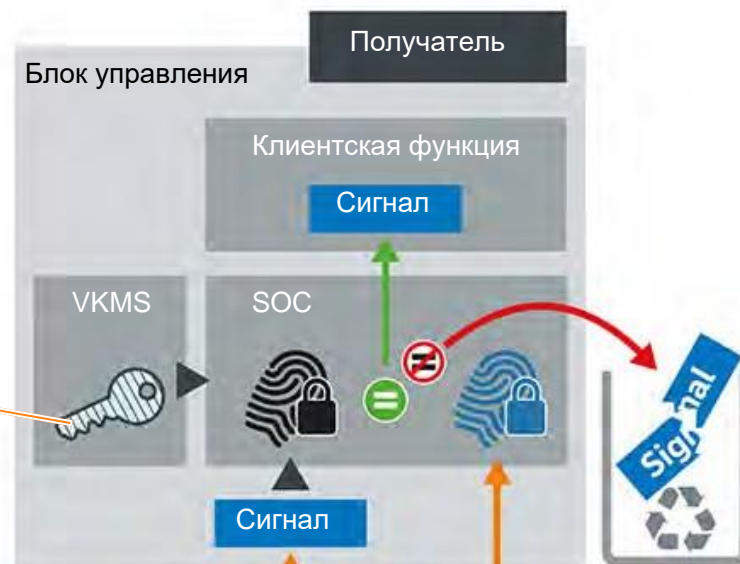 Получатель
Блок управления
Клиентская функция
Сигнал
VKMS
SOC
Signal
Сигнал